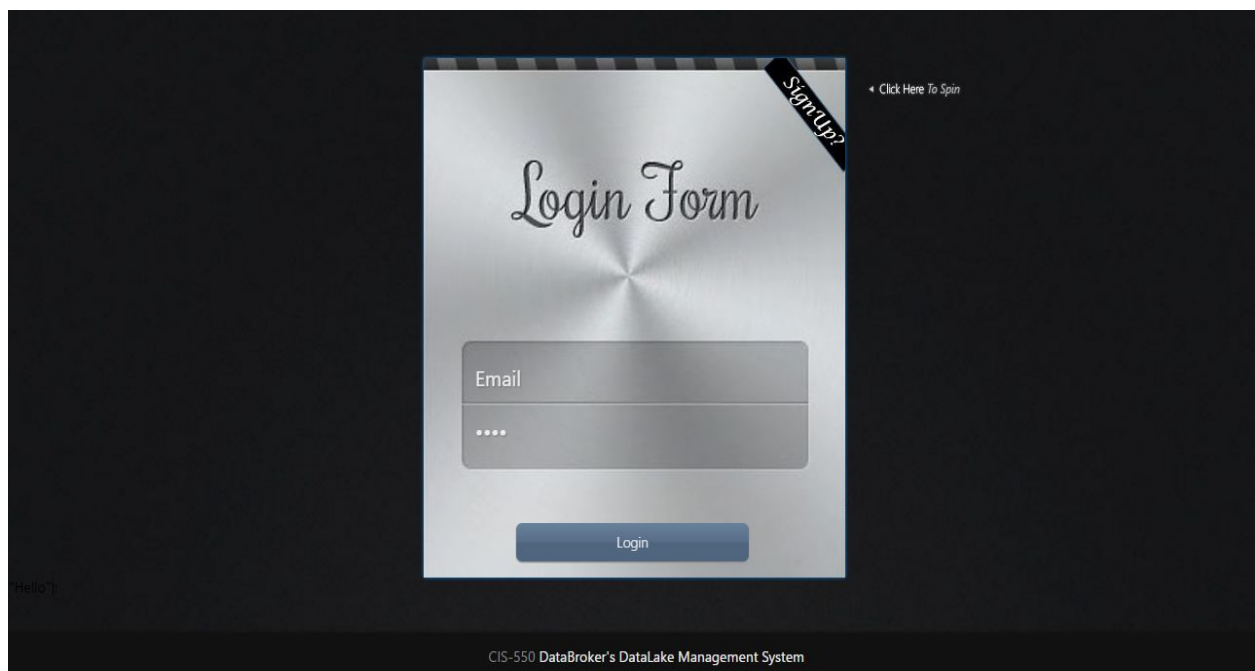 SignUp?
◂ Click Here To Spin
Login Form
Email
••••
Login
"Hello");
CIS-550 DataBroker's DataLake Management System